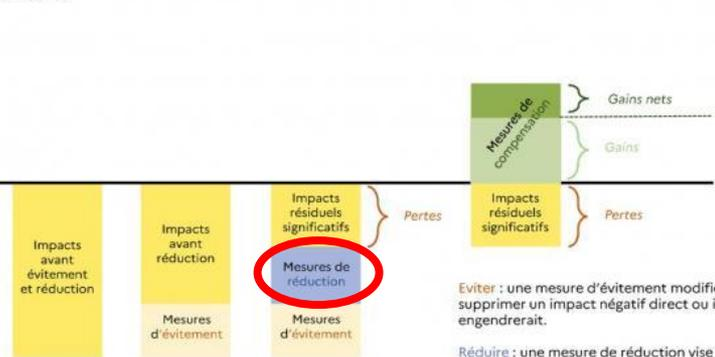 Mesures de
compensation
Gains nets
Gains
Impacts
avant
évitement
et réduction
Impacts
avant
réduction
Mesures
d'évitement
Impacts
résiduels
significatifs
Pertes
Mesures de
réduction
Mesures
d'évitement
Impacts
résiduels
significatifs
Pertes
Eviter : une mesure d'évitement modifie
supprimer un impact négatif direct ou
engendrerait.
Réduire : une mesure de réduction vise